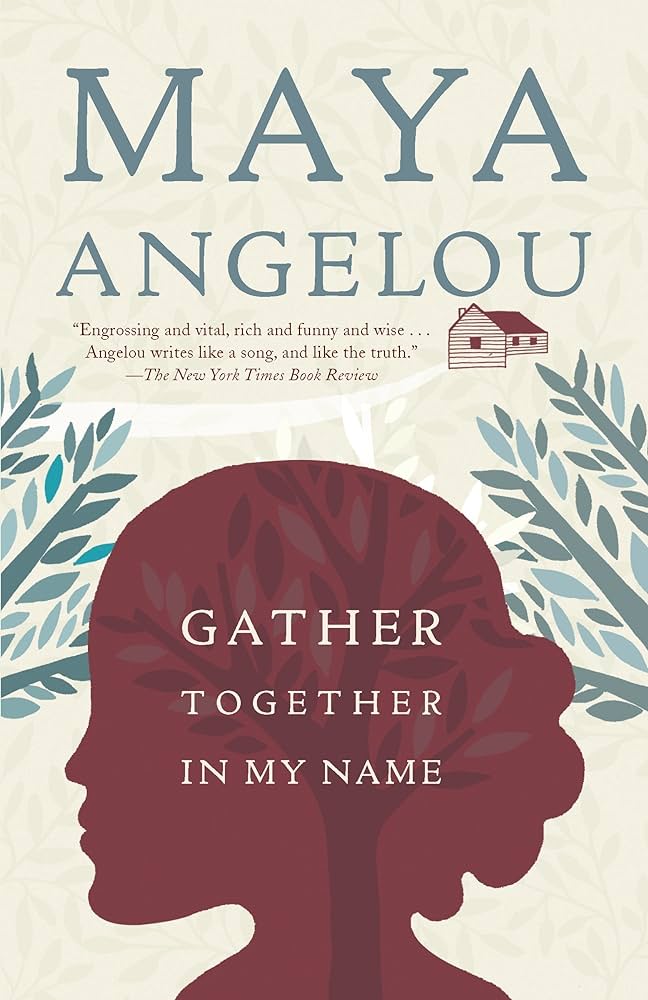 MAYA
ANGELOU
“Engrossing and vital, rich and funny and wise . . .
Angelou writes like a song, and like the truth.”
—The New York Times Book Review
GATHER
TOGETHER
IN MY NAME